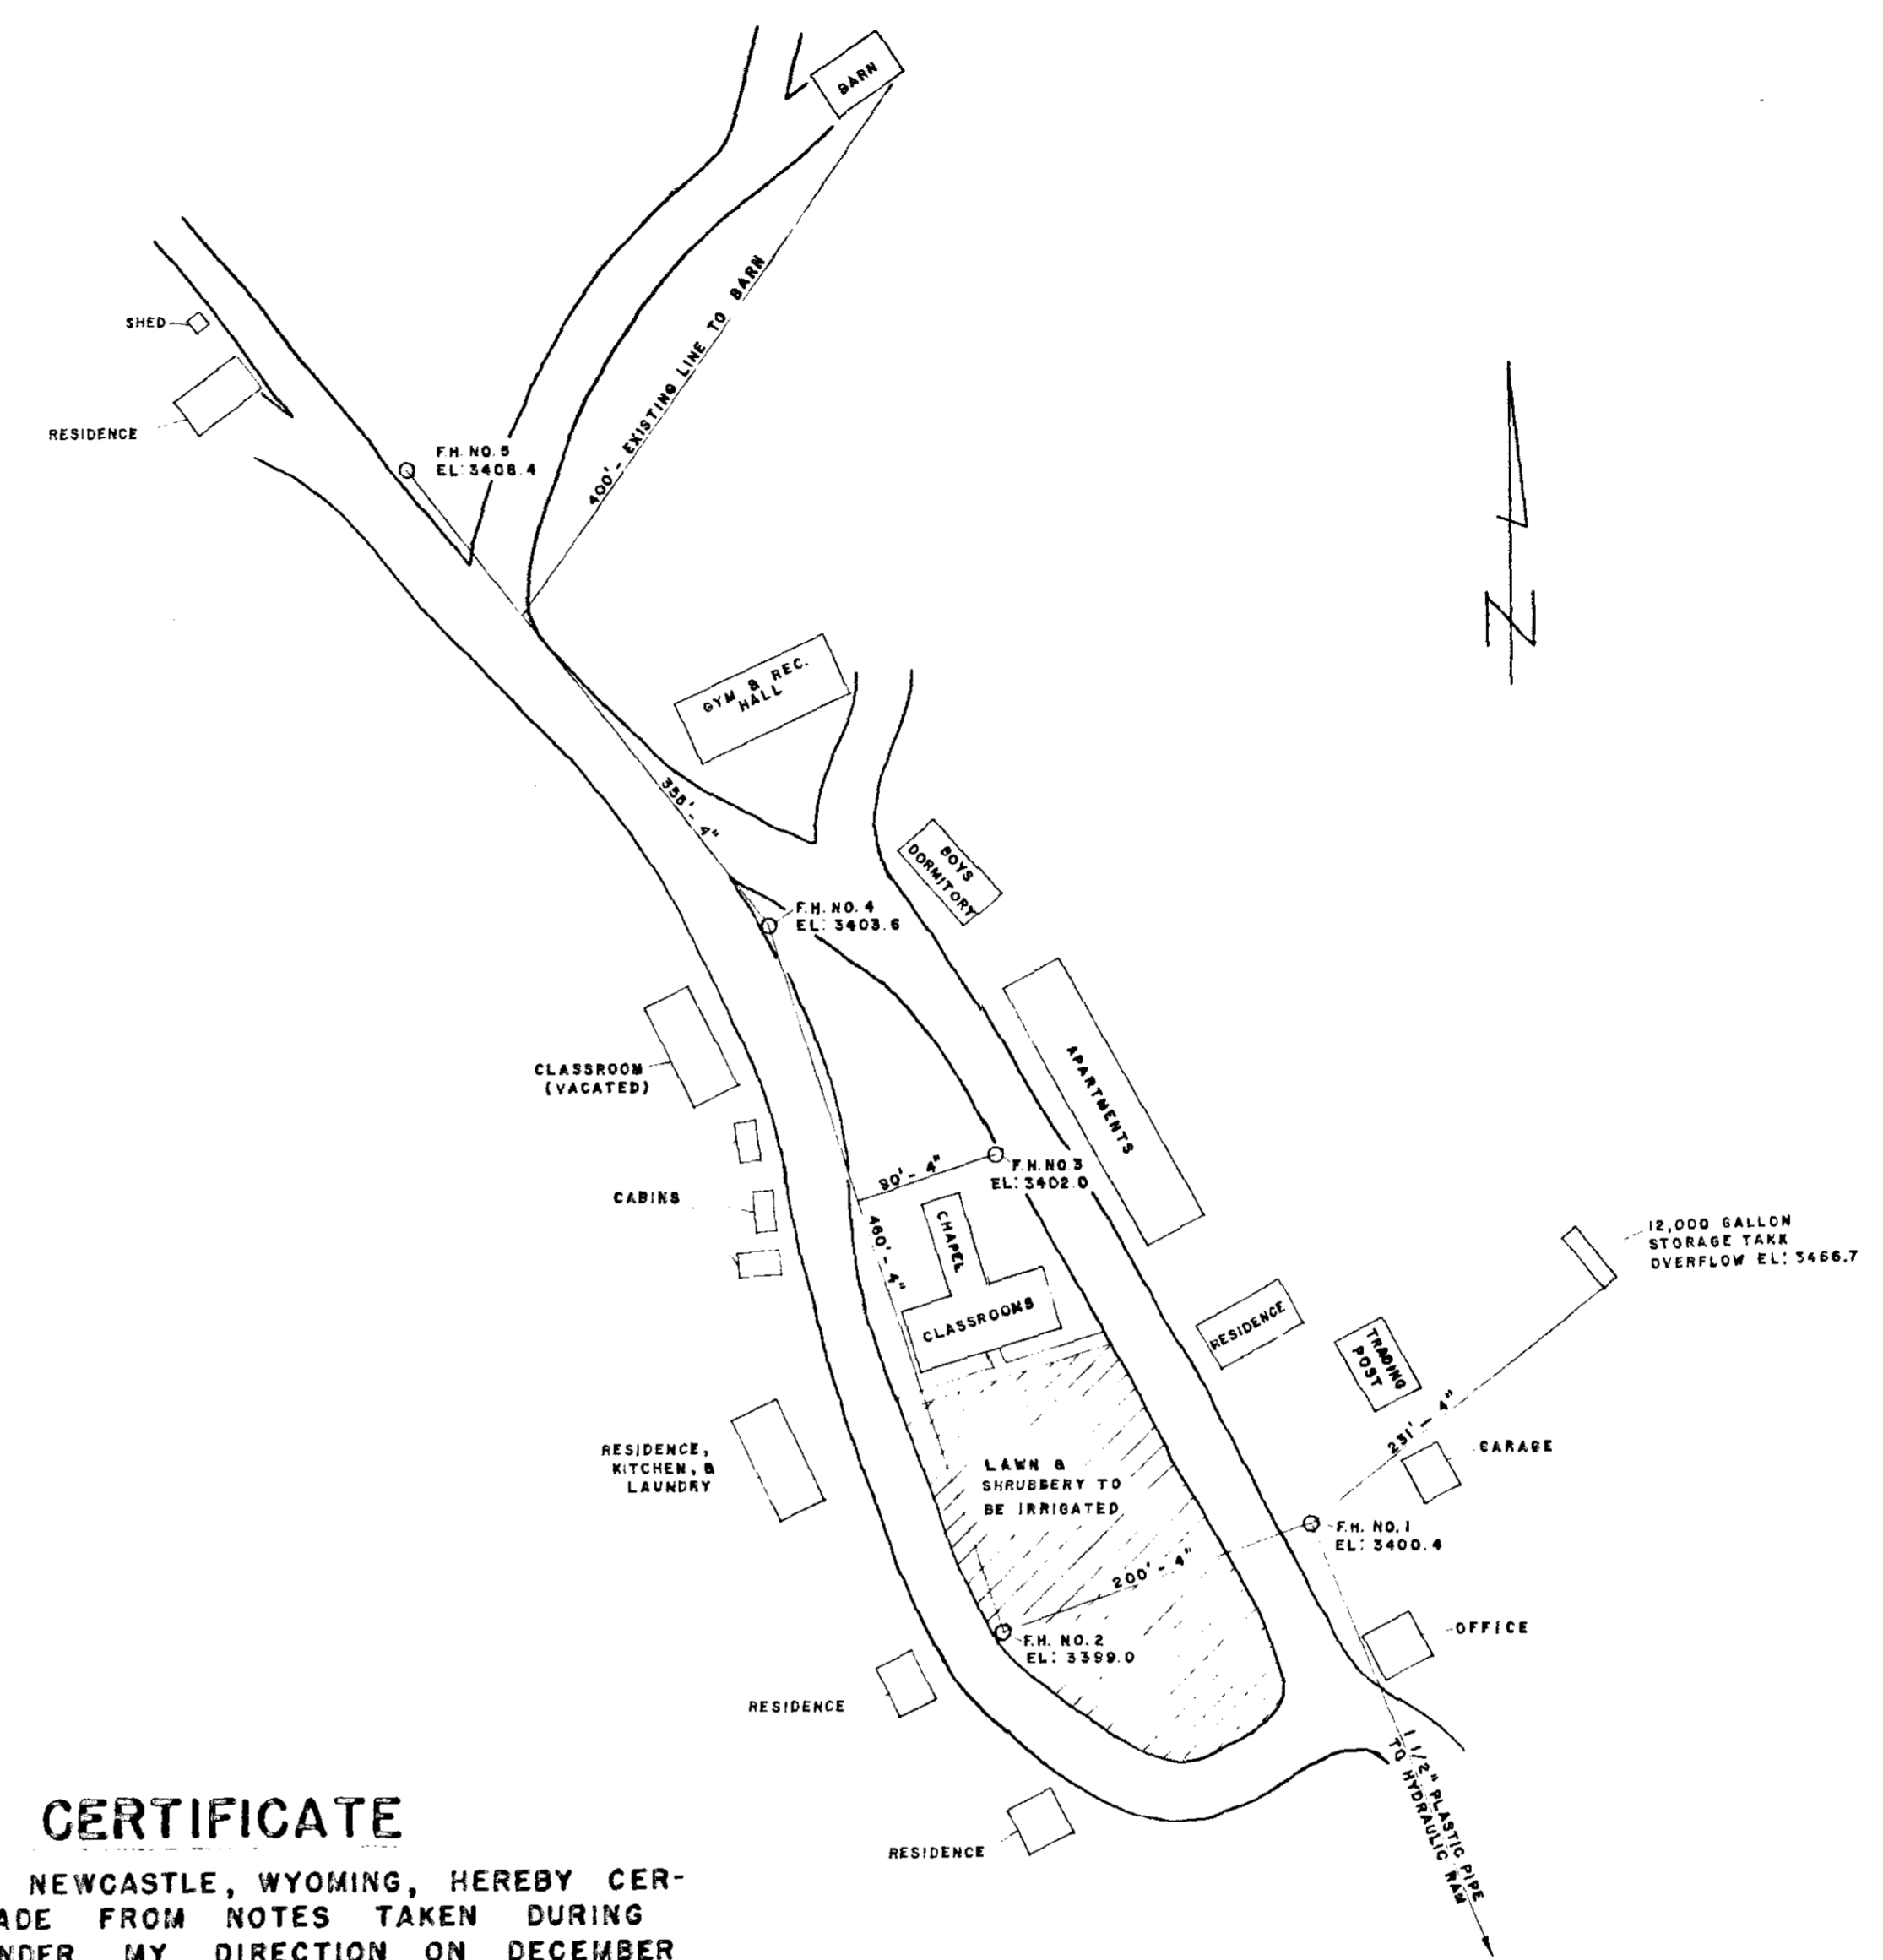 BARN
400'- EXISTING LINE TO BARN
SHED
RESIDENCE
F.H. NO. 5
EL: 3408.4
N
GYM & REC.
HALL
355'- 4"
BOYS
DORMITORY
F.H. NO. 4
EL: 3403.6
CLASSROOM
(VACATED)
APARTMENTS
CABINS
90'- 4"
F.H. NO. 3
EL: 3402.0
460'- 4"
CHAPEL
CLASSROOMS
12,000 GALLON
STORAGE TANK
OVERFLOW EL: 3466.7
RESIDENCE
TRADING
POST
231'- 4"
GARAGE
RESIDENCE,
KITCHEN, &
LAUNDRY
LAWN &
SHRUBBERY TO
BE IRRIGATED
F.H. NO. 1
EL: 3400.4
200'- 4"
OFFICE
F.H. NO. 2
EL: 3399.0
RESIDENCE
1 1/2" PLASTIC PIPE
TO HYDRAULIC RAM
RESIDENCE
CERTIFICATE
NEWCASTLE, WYOMING, HEREBY CER-
ADE FROM NOTES TAKEN DURING
NDER MY DIRECTION ON DECEMBER